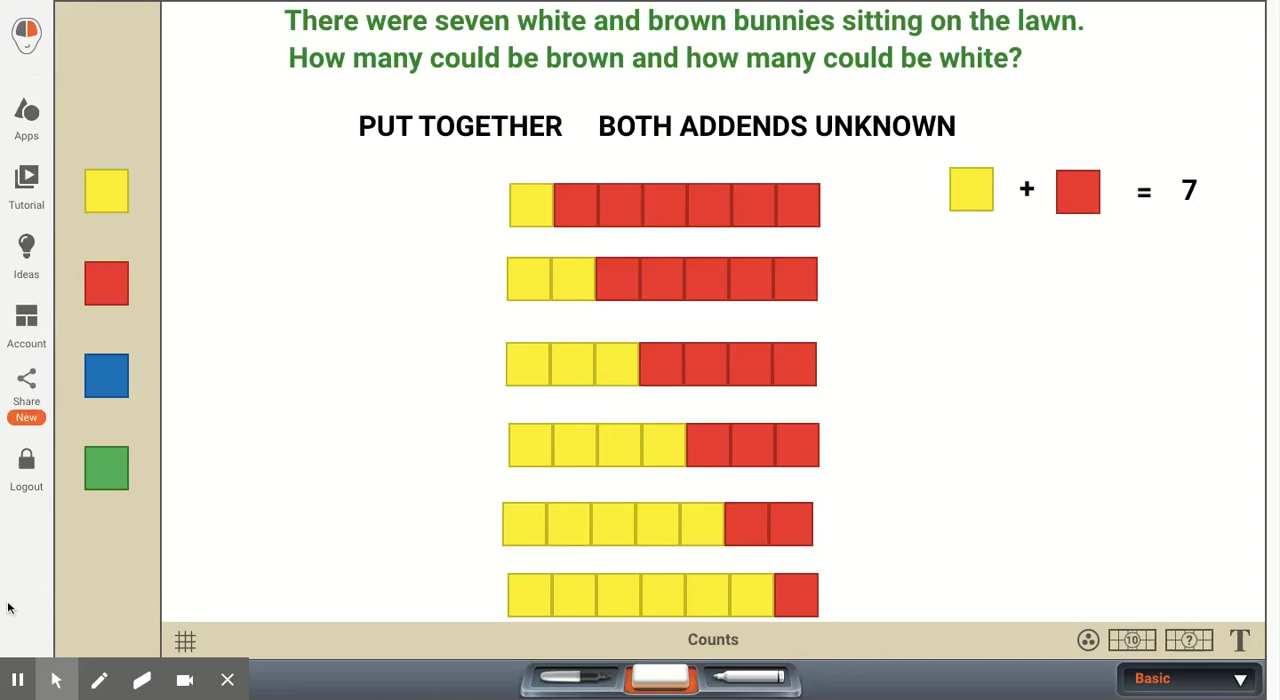 There were seven white and brown bunnies sitting on the lawn.
How many could be brown and how many could be white?
PUT TOGETHER BOTH ADDENDS UNKNOWN
+ = 7
Apps
Tutorial
Ideas
Account
Share
New
Logout
Counts
10
?
T
Basic